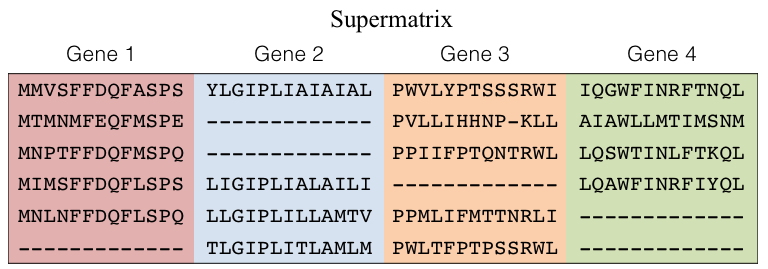 Supermatrix
Gene 1 Gene 2 Gene 3 Gene 4
MMVSFFDQFASPS YLGIPLIAIAIAL PWVLYPTSSSRWI IQGWFINRFTNQL
MTMNMFEQFMSPE ------------- PVLLIHHNP-KLL AIAWLLMTIMSNM
MNPTFFDQFMSPQ ------------- PPIIFPTQNTRWL LQSWTINLFTKQL
MIMSFFDQFLSPS LIGIPLIALAILI ------------- LQAWFINRFIYQL
MNLNFFDQFLSPQ LLGIPLILLAMTV PPMLIFMTTNRLI -------------
------------- TLGIPLITLAMLM PWLTFPTPSSRWL -------------